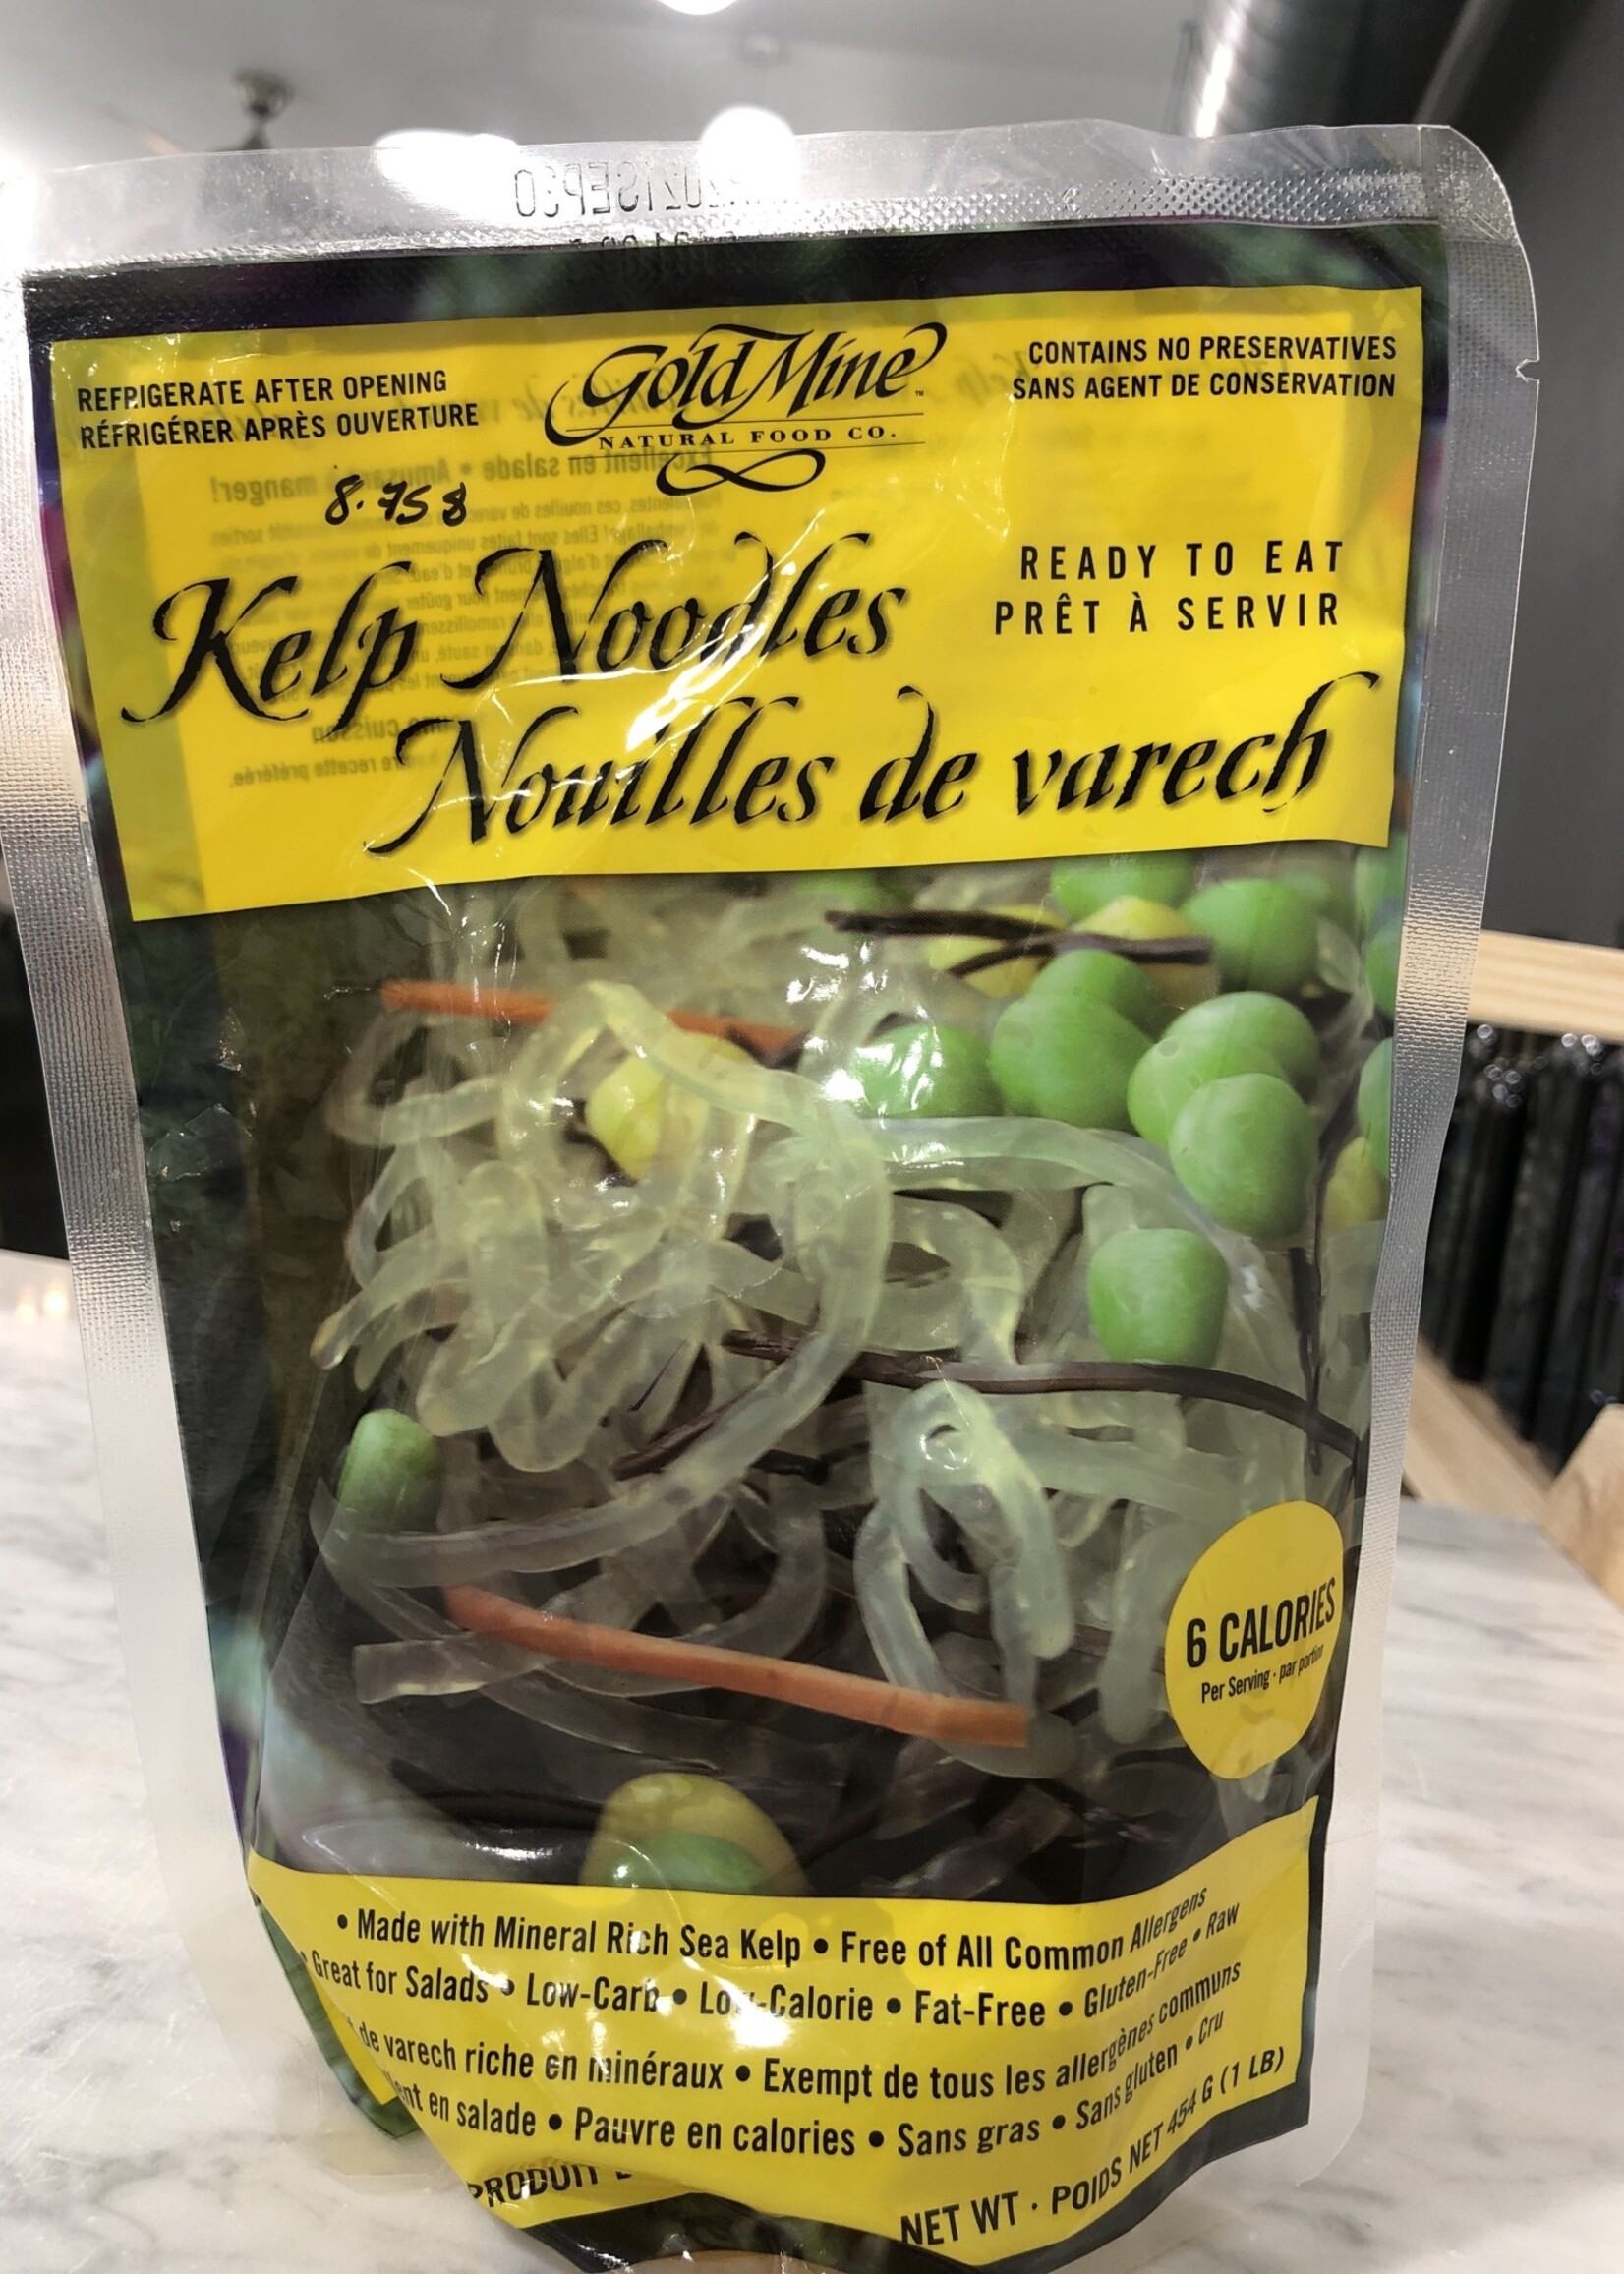 REFRIGERATE AFTER OPENING
RÉFRIGÉRER APRÈS OUVERTURE
Gold Mine™
NATURAL FOOD CO.
CONTAINS NO PRESERVATIVES
SANS AGENT DE CONSERVATION
8.75
Kelp Noodles
READY TO EAT
PRÊT À SERVIR
Nouilles de varech
6 CALORIES
Per Serving · par portion
• Made with Mineral Rich Sea Kelp • Free of All Common Allergens
• Great for Salads • Low-Carb • Low-Calorie • Fat-Free • Gluten-Free • Raw
de varech riche en minéraux • Exempt de tous les allergènes communs
en salade • Pauvre en calories • Sans gras • Sans gluten • Cru
PRODUIT
NET WT · POIDS NET 454 G (1 LB)